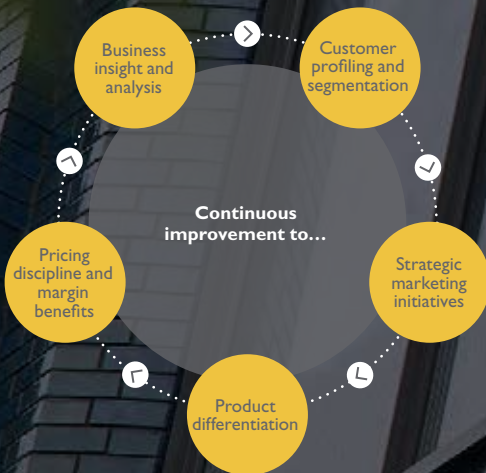 Business
insight and
analysis
Customer
profiling and
segmentation
Continuous
improvement to...
Pricing
discipline and
margin
benefits
Strategic
marketing
initiatives
Product
differentiation